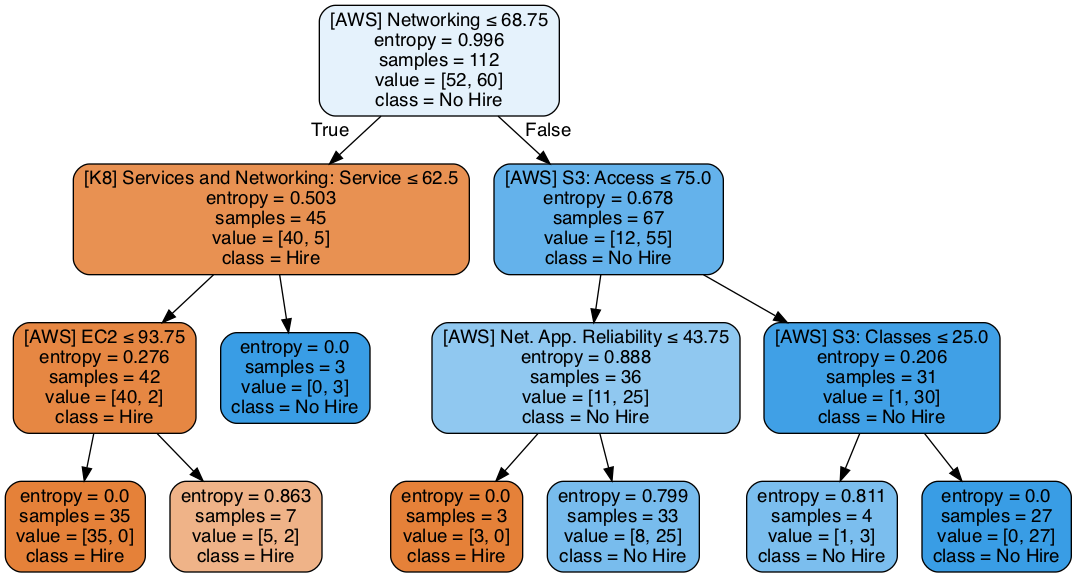 [AWS] Networking ≤ 68.75
entropy = 0.996
samples = 112
value = [52, 60]
class = No Hire
True
False
[K8] Services and Networking: Service ≤ 62.5
entropy = 0.503
samples = 45
value = [40, 5]
class = Hire
[AWS] S3: Access ≤ 75.0
entropy = 0.678
samples = 67
value = [12, 55]
class = No Hire
[AWS] EC2 ≤ 93.75
entropy = 0.276
samples = 42
value = [40, 2]
class = Hire
entropy = 0.0
samples = 3
value = [0, 3]
class = No Hire
[AWS] Net. App. Reliability ≤ 43.75
entropy = 0.888
samples = 36
value = [11, 25]
class = No Hire
[AWS] S3: Classes ≤ 25.0
entropy = 0.206
samples = 31
value = [1, 30]
class = No Hire
entropy = 0.0
samples = 35
value = [35, 0]
class = Hire
entropy = 0.863
samples = 7
value = [5, 2]
class = Hire
entropy = 0.0
samples = 3
value = [3, 0]
class = Hire
entropy = 0.799
samples = 33
value = [8, 25]
class = No Hire
entropy = 0.811
samples = 4
value = [1, 3]
class = No Hire
entropy = 0.0
samples = 27
value = [0, 27]
class = No Hire